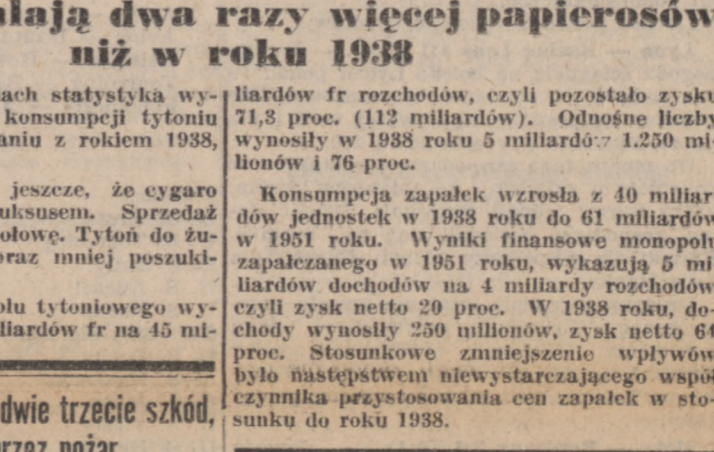 lają dwa razy więcej papierosów
niż w roku 1938
ach statystyka wy-
konsumpcji tytoniu
aniu z rokiem 1938,
jeszcze, że cygaro
uksusem. Sprzedaż
ołowę. Tytoń do żu-
oraz mniej poszuki-
olu tytoniowego wy-
liardów fr na 45 mi-
liardów fr rozchodów, czyli pozostało zysku
71,3 proc. (112 miliardów). Odnośne liczby
wynosiły w 1938 roku 5 miliardów 1.250 mi-
lionów i 76 proc.
Konsumpcja zapałek wzrosła z 40 miliar-
dów jednostek w 1938 roku do 61 miliardów
w 1951 roku. Wyniki finansowe monopolu
zapałczanego w 1951 roku, wykazują 5 mi-
liardów dochodów na 4 miliardy rozchodów
czyli zysk netto 20 proc. W 1938 roku, do-
chody wynosiły 250 milionów, zysk netto 64
proc. Stosunkowe zmniejszenie wpływów
było następstwem niewystarczającego współ-
czynnika przystosowania cen zapałek w sto-
sunku do roku 1938.
dwie trzecie szkód,
przez pożar